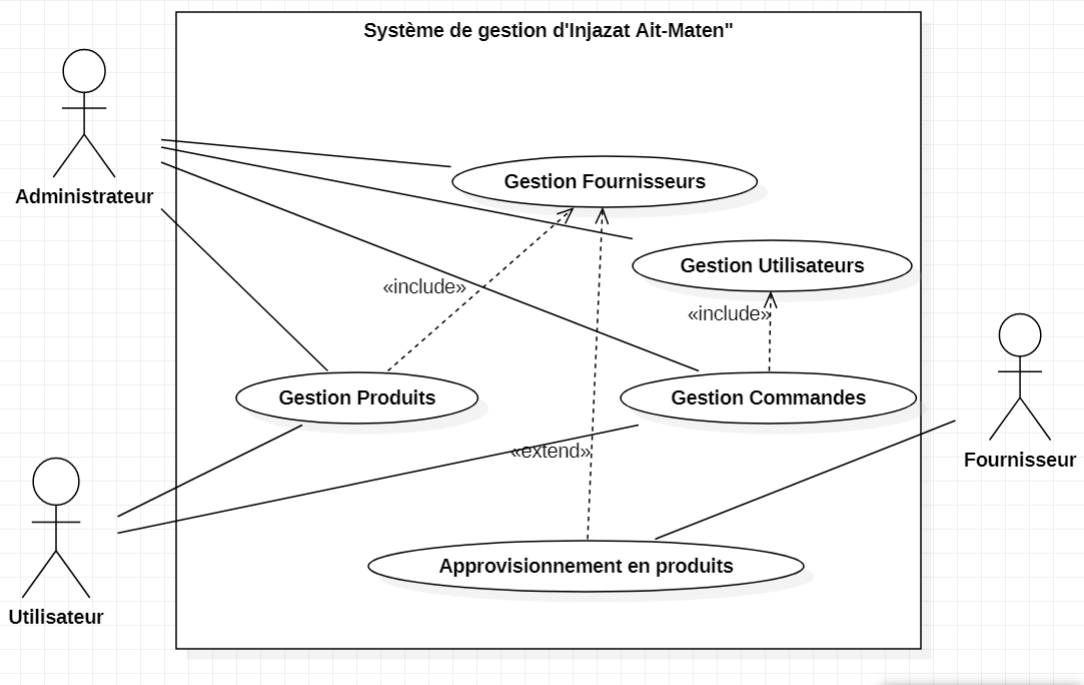 Système de gestion d'Injazat Ait-Maten"
Administrateur
Gestion Fournisseurs
Gestion Utilisateurs
«include»
«include»
Gestion Produits
Gestion Commandes
«extend»
Fournisseur
Approvisionnement en produits
Utilisateur